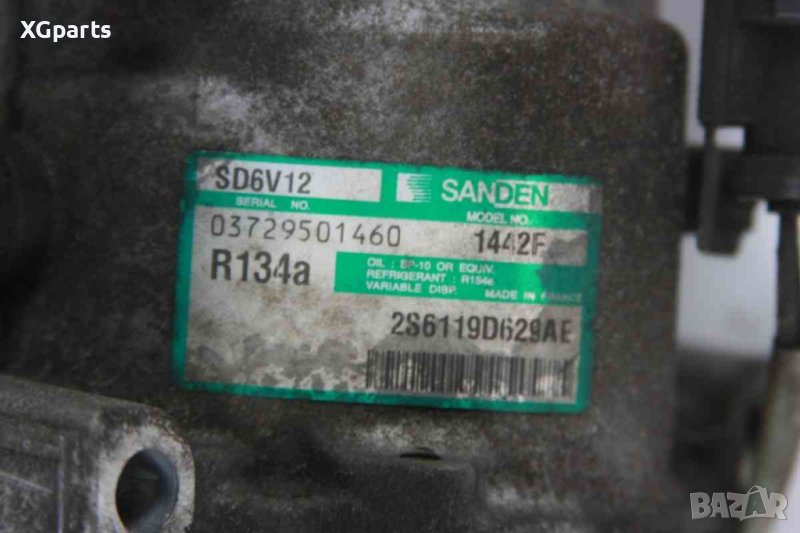 XGparts
SD6V12
SANDEN
SERIAL NO.
MODEL NO.
03729501460
1442F
R134a
OIL : SP-10 OR EQUIV.
REFRIGERANT : R134a
VARIABLE DISP.
MADE IN FRANCE
2S6119D629AE
BAZAR